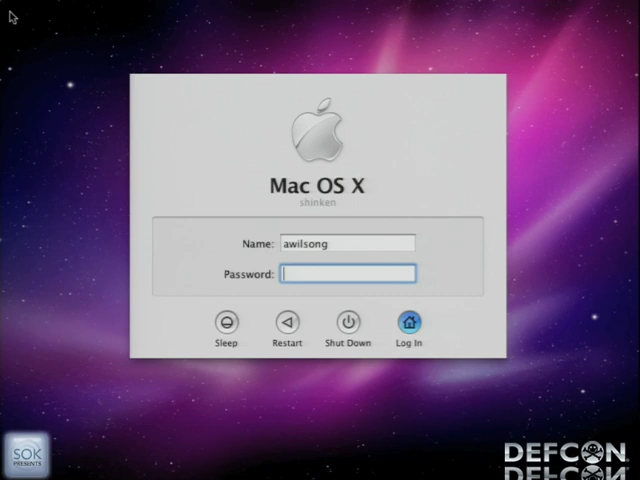 Mac OS X
shinken
Name: awilsong
Password:
Sleep Restart Shut Down Log In
SOK
PRESENTS
DEFCON